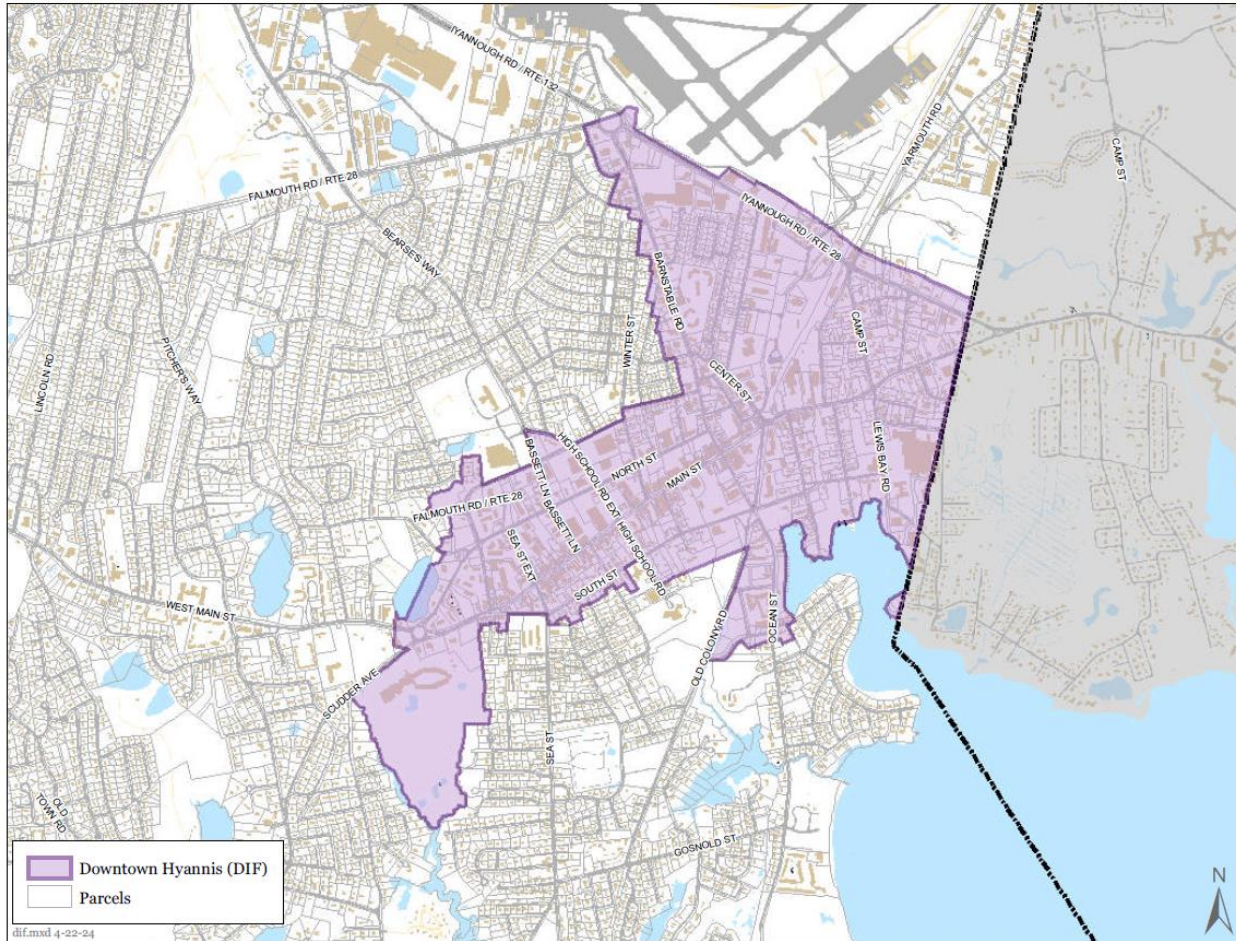 IYANNOUGH RD / RTE 132
YARMOUTH RD
CAMP ST
FALMOUTH RD / RTE 28
IYANNOUGH RD / RTE 28
BEARSE'S WAY
BARNSTABLE RD
WINTER ST
CAMP ST
LINCOLN RD
PITCHER'S WAY
CENTER ST
LEWIS BAY RD
HIGH SCHOOL RD EXT
HIGH SCHOOL RD
BASSETT LN
BASSETT LN
NORTH ST
MAIN ST
FALMOUTH RD / RTE 28
SEA ST EXT
SOUTH ST
WEST MAIN ST
OLD COLONY RD
OCEAN ST
SCUDDER AVE
SEA ST
OLD
TOWN RD
GOSNOLD ST
Downtown Hyannis (DIF)
Parcels
N
dif.mxd 4-22-24